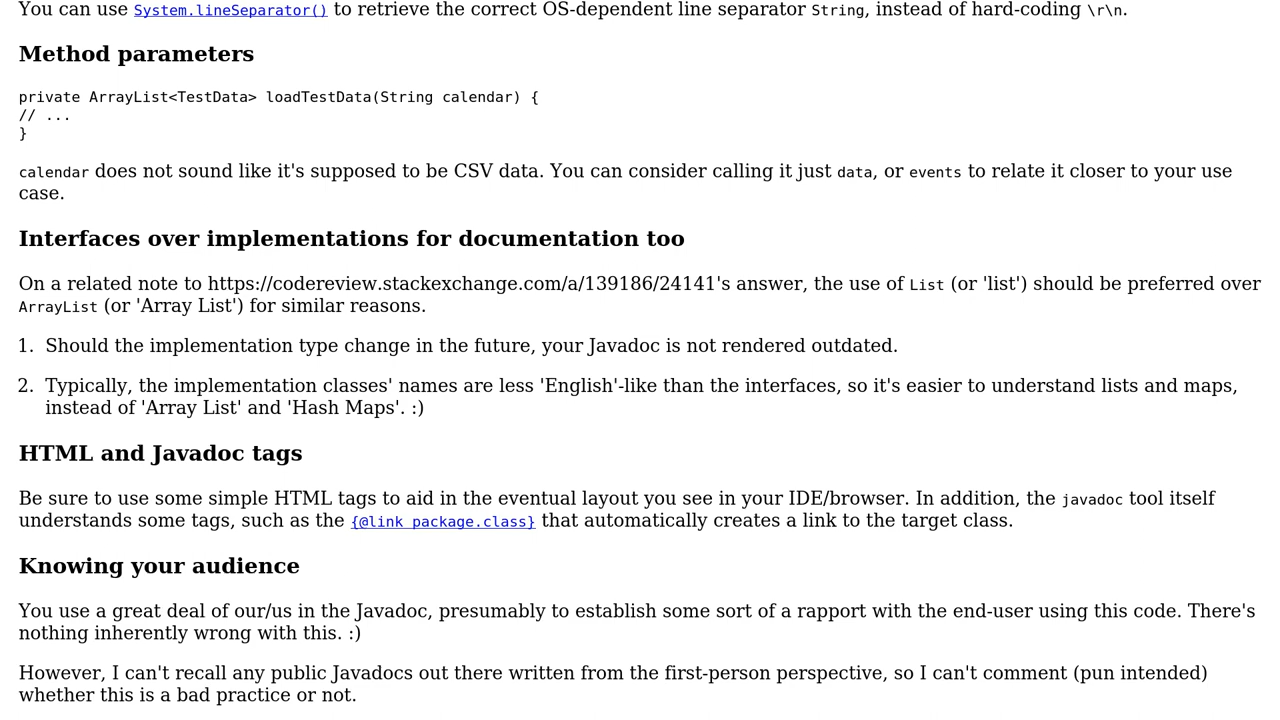 You can use System.lineSeparator() to retrieve the correct OS-dependent line separator String, instead of hard-coding \r\n.
Method parameters
private ArrayList<TestData> loadTestData(String calendar) {
// ...
}
calendar does not sound like it's supposed to be CSV data. You can consider calling it just data, or events to relate it closer to your use
case.
Interfaces over implementations for documentation too
On a related note to https://codereview.stackexchange.com/a/139186/24141's answer, the use of List (or 'list') should be preferred over
ArrayList (or 'Array List') for similar reasons.
1. Should the implementation type change in the future, your Javadoc is not rendered outdated.
2. Typically, the implementation classes' names are less 'English'-like than the interfaces, so it's easier to understand lists and maps,
instead of 'Array List' and 'Hash Maps'. :)
HTML and Javadoc tags
Be sure to use some simple HTML tags to aid in the eventual layout you see in your IDE/browser. In addition, the javadoc tool itself
understands some tags, such as the {@link package.class} that automatically creates a link to the target class.
Knowing your audience
You use a great deal of our/us in the Javadoc, presumably to establish some sort of a rapport with the end-user using this code. There's
nothing inherently wrong with this. :)
However, I can't recall any public Javadocs out there written from the first-person perspective, so I can't comment (pun intended)
whether this is a bad practice or not.